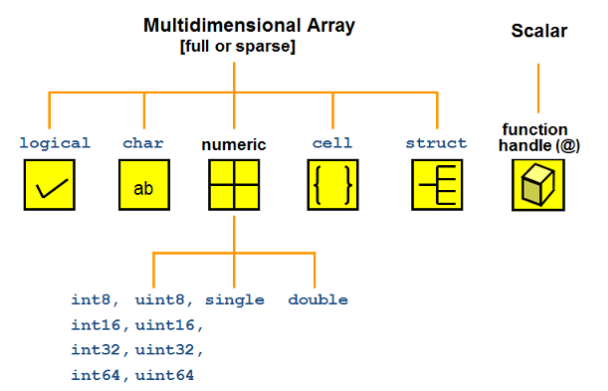 Multidimensional Array
[full or sparse]
Scalar
logical char numeric cell struct function
handle (@)
ab { }
int8, uint8, single double
int16, uint16,
int32, uint32,
int64, uint64